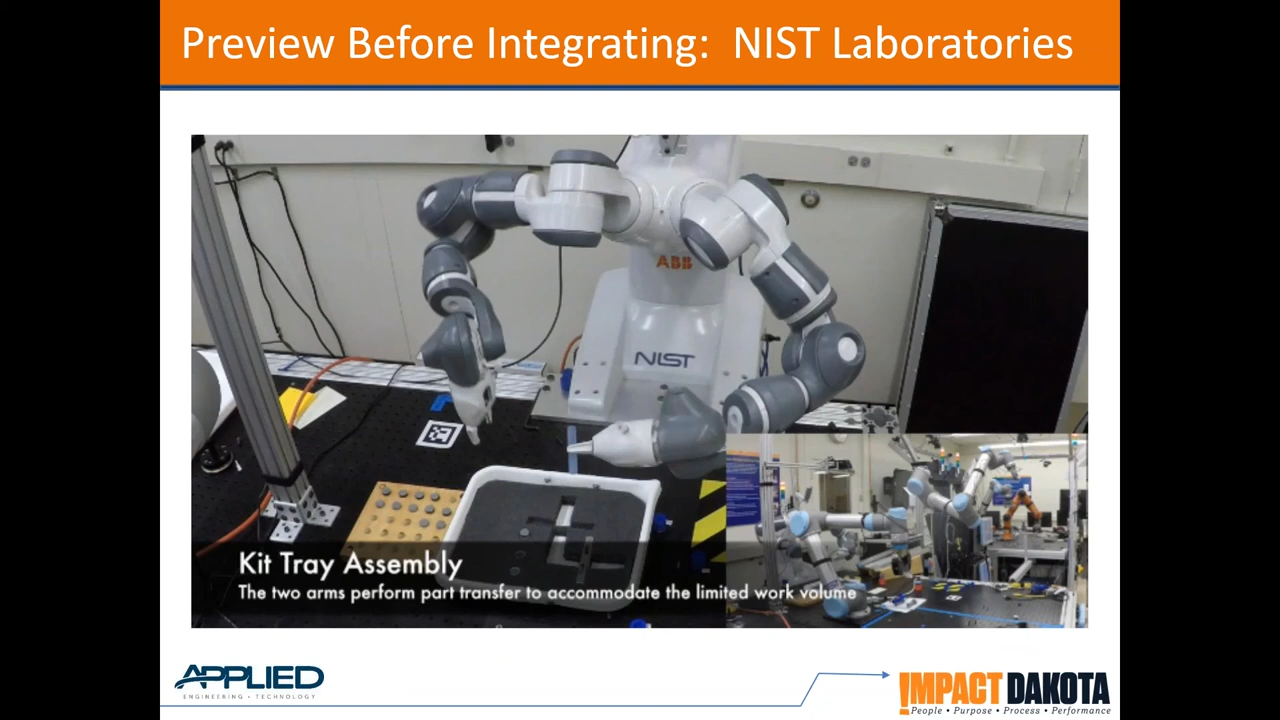 Preview Before Integrating: NIST Laboratories
ABB
NIST
Kit Tray Assembly
The two arms perform part transfer to accommodate the limited work volume
APPLIED
ENGINEERING • TECHNOLOGY
IMPACT DAKOTA
People • Purpose • Process • Performance